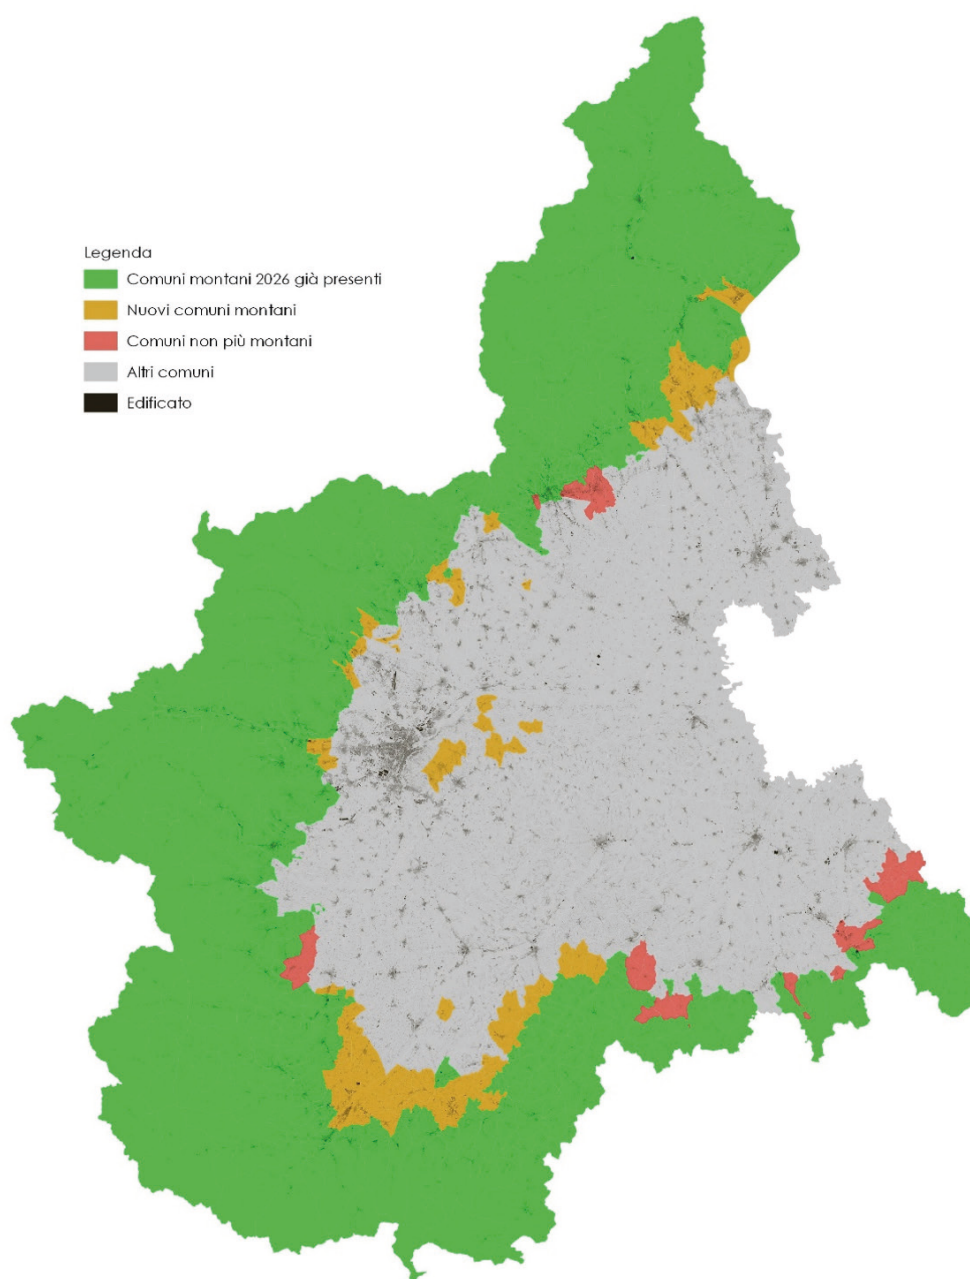 Legenda
Comuni montani 2026 già presenti
Nuovi comuni montani
Comuni non più montani
Altri comuni
Edificato